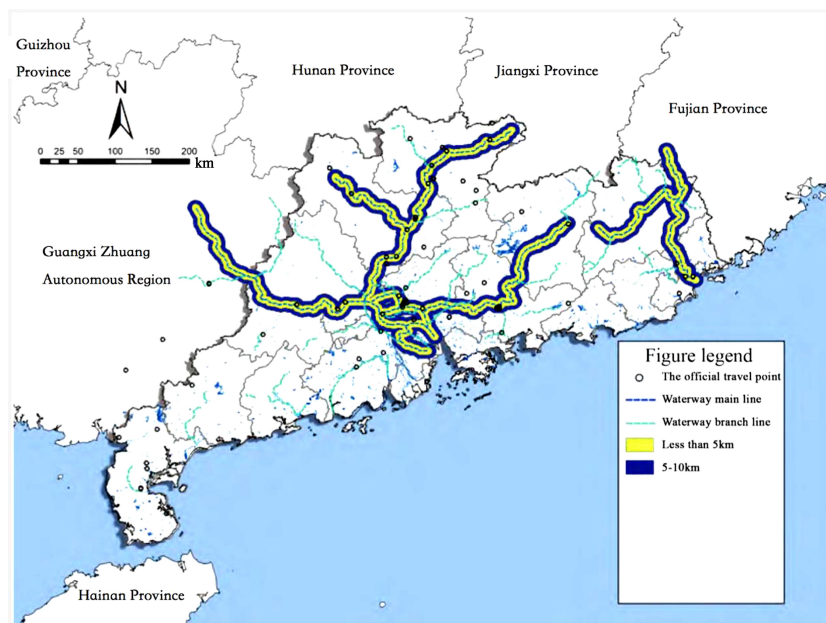 Guizhou
Province
Hunan Province
Jiangxi Province
Fujian Province
N
0 25 50 100 150 200
km
Guangxi Zhuang
Autonomous Region
Figure legend
The official travel point
Waterway main line
Waterway branch line
Less than 5km
5-10km
Hainan Province